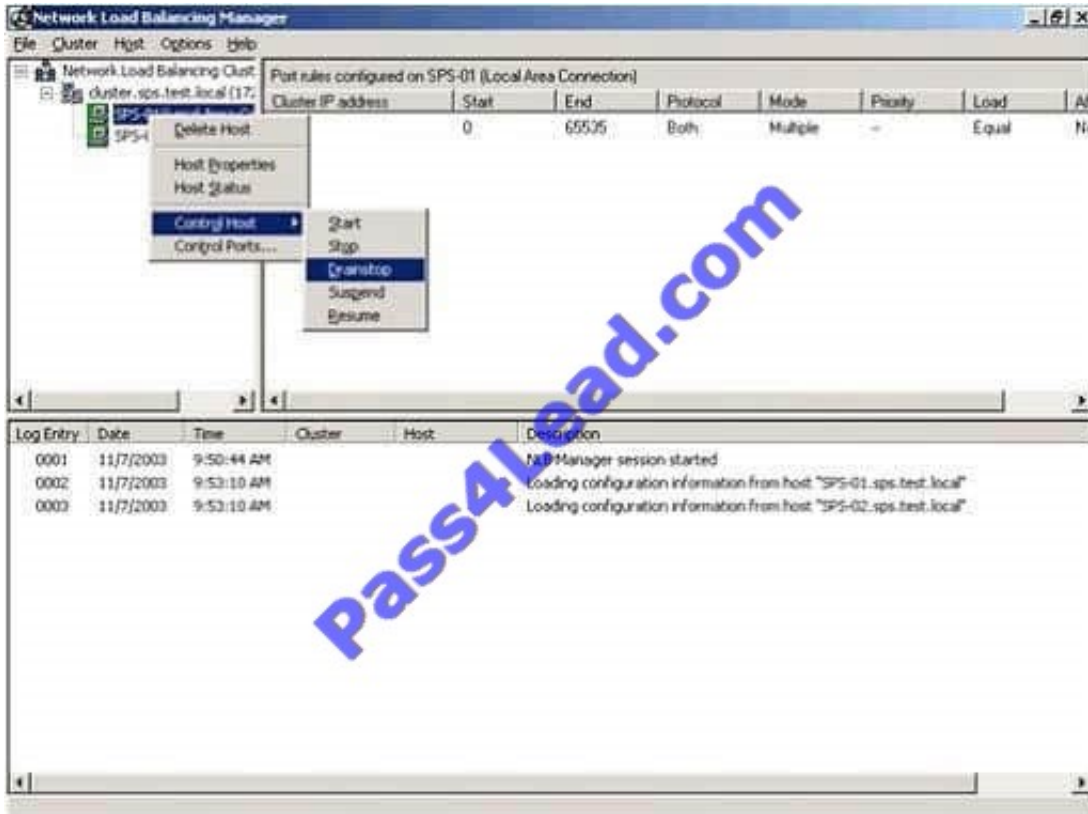 Network Load Balancing Manager
File Cluster Host Options Help
Network Load Balancing Clust
cluster.sps.test.local (17
SPS-
Delete Host
Host Properties
Host Status
Control Host
Control Ports...
Start
Stop
Drainstop
Suspend
Resume
Port rules configured on SPS-01 (Local Area Connection)
Cluster IP address Start End Protocol Mode Priority Load
0 65535 Both Multiple -- Equal
Log Entry Date Time Cluster Host Description
0001 11/7/2003 9:50:44 AM NLB Manager session started
0002 11/7/2003 9:53:10 AM Loading configuration information from host "SPS-01.sps.test.local"
0003 11/7/2003 9:53:10 AM Loading configuration information from host "SPS-02.sps.test.local"
Pass4Lead.com